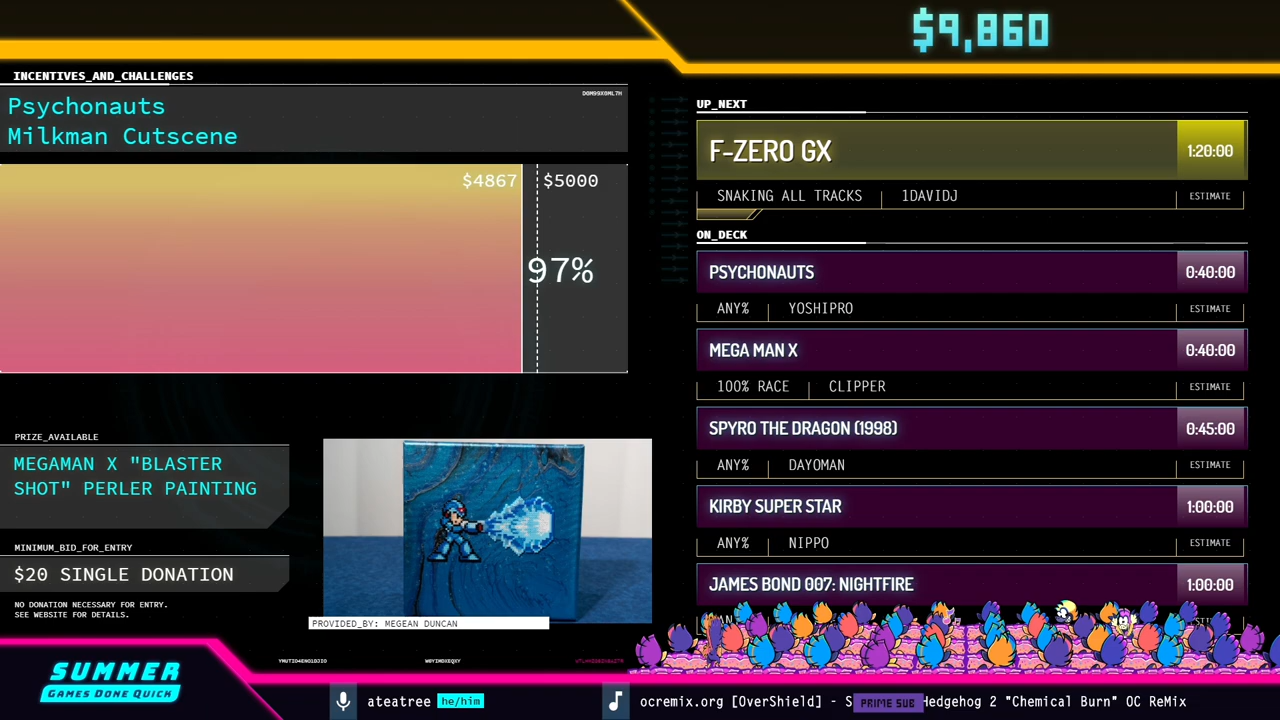 $9,860
INCENTIVES_AND_CHALLENGES
Psychonauts
Milkman Cutscene
$4867
$5000
97%
UP_NEXT
F-ZERO GX
1:20:00
SNAKING ALL TRACKS
1DAVIDJ
ESTIMATE
ON_DECK
PSYCHONAUTS
0:40:00
ANY%
YOSHIPRO
ESTIMATE
MEGA MAN X
0:40:00
100% RACE
CLIPPER
ESTIMATE
SPYRO THE DRAGON (1998)
0:45:00
ANY%
DAYOMAN
ESTIMATE
KIRBY SUPER STAR
1:00:00
ANY%
NIPPO
ESTIMATE
JAMES BOND 007: NIGHTFIRE
1:00:00
PRIZE_AVAILABLE
MEGAMAN X "BLASTER
SHOT" PERLER PAINTING
MINIMUM_BID_FOR_ENTRY
$20 SINGLE DONATION
NO DONATION NECESSARY FOR ENTRY.
SEE WEBSITE FOR DETAILS.
PROVIDED_BY: MEGEAN DUNCAN
SUMMER
GAMES DONE QUICK
ateatree
he/him
ocremix.org [OverShield] - S
PRIME SUB
Hedgehog 2 "Chemical Burn" OC ReMix